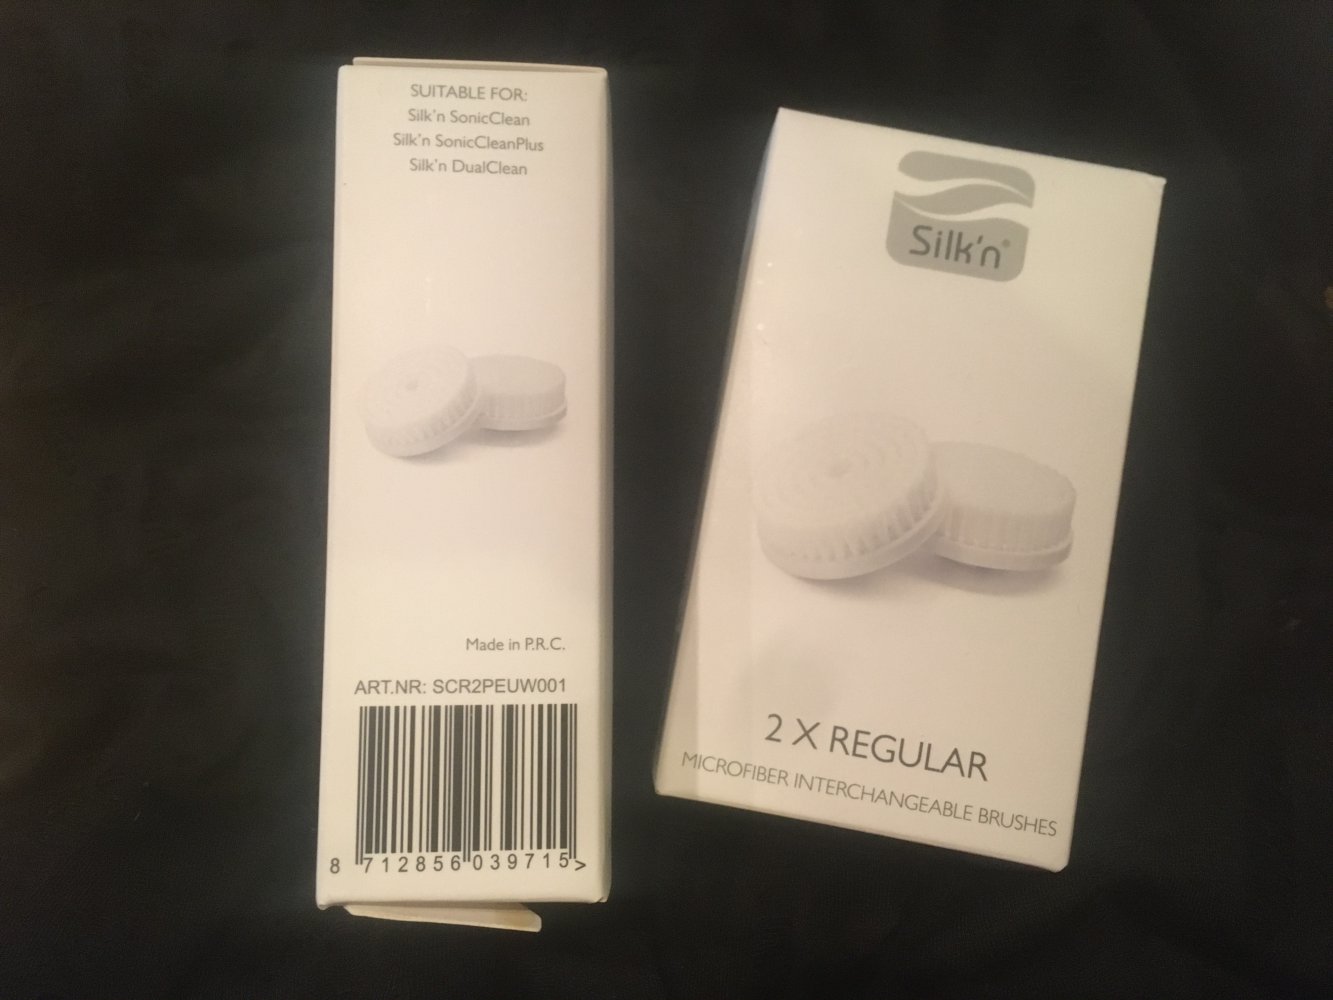 SUITABLE FOR:
Silk'n SonicClean
Silk'n SonicCleanPlus
Silk'n DualClean
Made in P.R.C.
ART.NR: SCR2PEUW001
8 712856 039715 >
Silk'n®
2 X REGULAR
MICROFIBER INTERCHANGEABLE BRUSHES